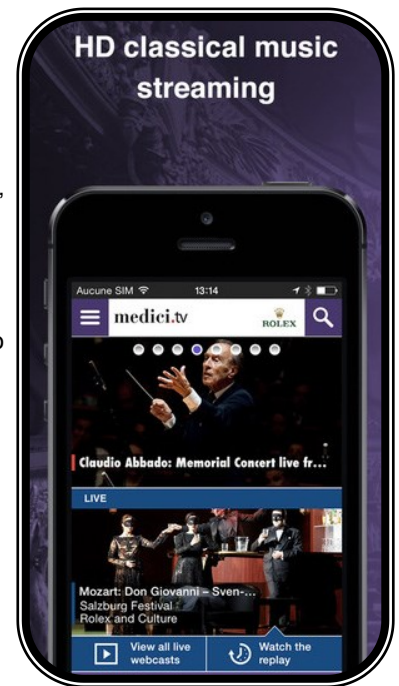 HD classical music
streaming
Aucune SIM 13:14
medici.tv
ROLEX
Claudio Abbado: Memorial Concert live fr...
LIVE
Mozart: Don Giovanni – Sven-...
Salzburg Festival
Rolex and Culture
View all live
webcasts
Watch the
replay